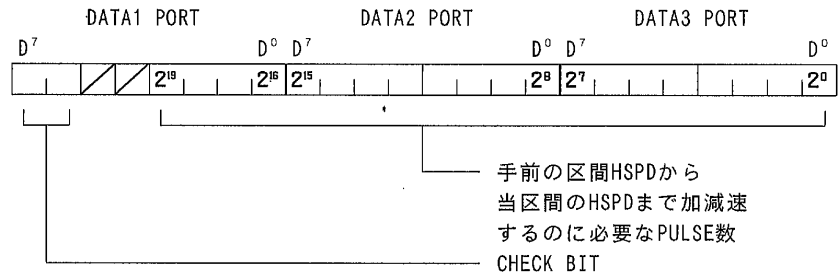 DATA1 PORT DATA2 PORT DATA3 PORT
D⁷ D⁰ D⁷ D⁰ D⁷ D⁰
2¹⁹ 2¹⁶ 2¹⁵ 2⁸ 2⁷ 2⁰
手前の区間HSPDから
当区間のHSPDまで加減速
するのに必要なPULSE数
CHECK BIT